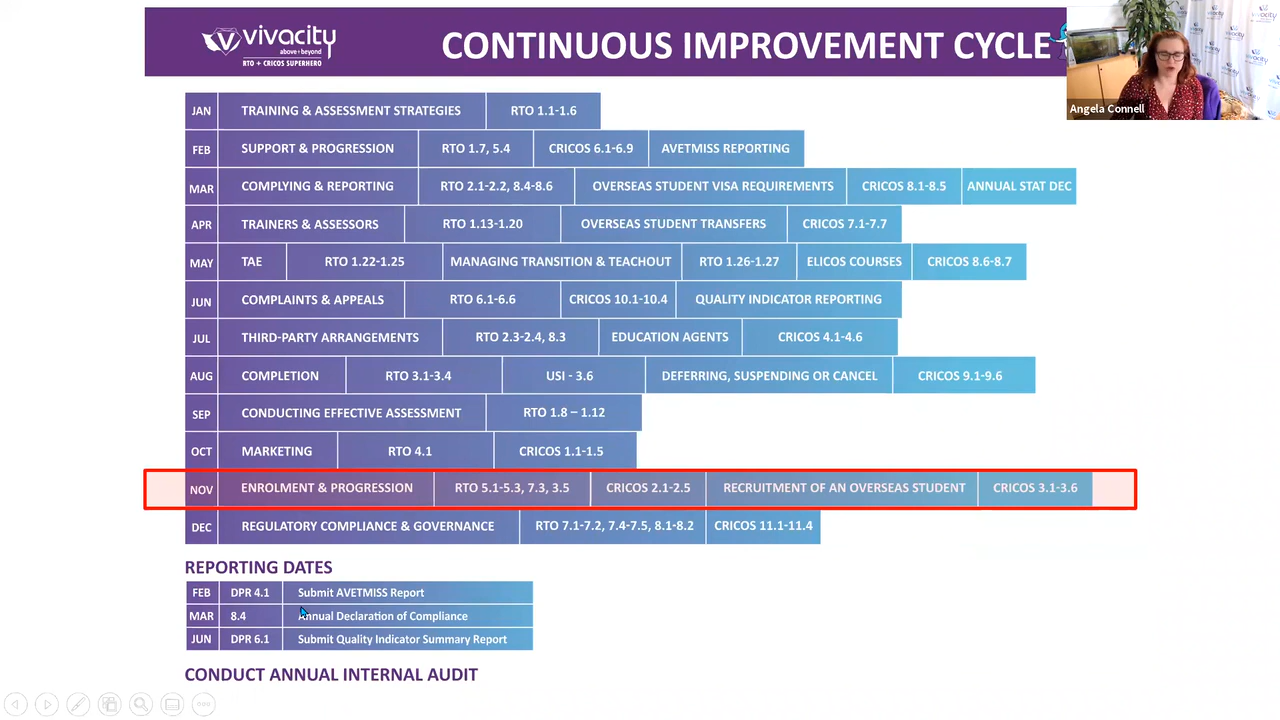 vivacity
above + beyond
RTO + CRICOS SUPERHERO
CONTINUOUS IMPROVEMENT CYCLE
Angela Connell
JAN TRAINING & ASSESSMENT STRATEGIES RTO 1.1-1.6
FEB SUPPORT & PROGRESSION RTO 1.7, 5.4 CRICOS 6.1-6.9 AVETMISS REPORTING
MAR COMPLYING & REPORTING RTO 2.1-2.2, 8.4-8.6 OVERSEAS STUDENT VISA REQUIREMENTS CRICOS 8.1-8.5 ANNUAL STAT DEC
APR TRAINERS & ASSESSORS RTO 1.13-1.20 OVERSEAS STUDENT TRANSFERS CRICOS 7.1-7.7
MAY TAE RTO 1.22-1.25 MANAGING TRANSITION & TEACHOUT RTO 1.26-1.27 ELICOS COURSES CRICOS 8.6-8.7
JUN COMPLAINTS & APPEALS RTO 6.1-6.6 CRICOS 10.1-10.4 QUALITY INDICATOR REPORTING
JUL THIRD-PARTY ARRANGEMENTS RTO 2.3-2.4, 8.3 EDUCATION AGENTS CRICOS 4.1-4.6
AUG COMPLETION RTO 3.1-3.4 USI - 3.6 DEFERRING, SUSPENDING OR CANCEL CRICOS 9.1-9.6
SEP CONDUCTING EFFECTIVE ASSESSMENT RTO 1.8 – 1.12
OCT MARKETING RTO 4.1 CRICOS 1.1-1.5
NOV ENROLMENT & PROGRESSION RTO 5.1-5.3, 7.3, 3.5 CRICOS 2.1-2.5 RECRUITMENT OF AN OVERSEAS STUDENT CRICOS 3.1-3.6
DEC REGULATORY COMPLIANCE & GOVERNANCE RTO 7.1-7.2, 7.4-7.5, 8.1-8.2 CRICOS 11.1-11.4
REPORTING DATES
FEB DPR 4.1 Submit AVETMISS Report
MAR 8.4 Annual Declaration of Compliance
JUN DPR 6.1 Submit Quality Indicator Summary Report
CONDUCT ANNUAL INTERNAL AUDIT